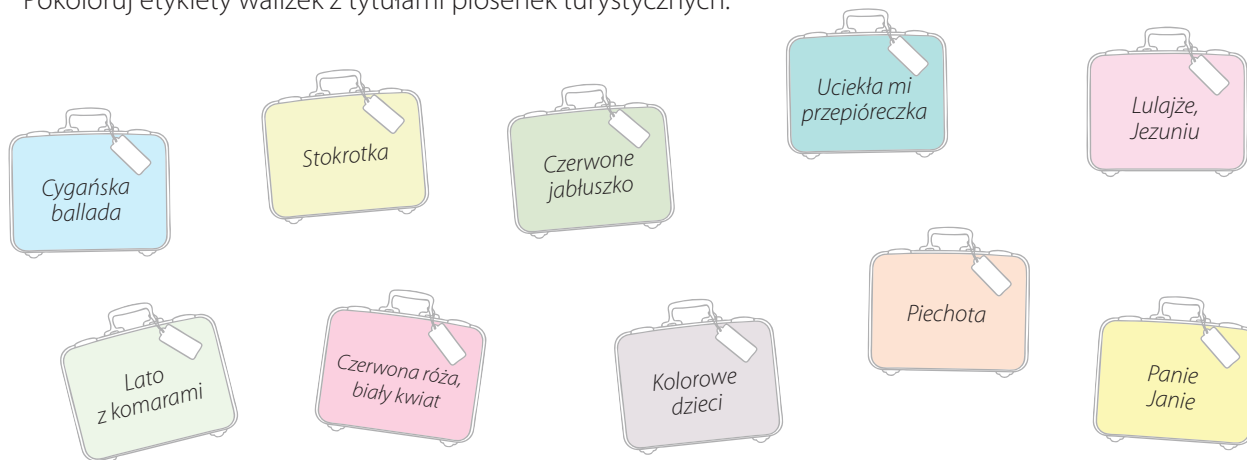 Pokoloruj etykiety walizek z tytułami piosenek turystycznych.
Cygańska
ballada
Stokrotka
Czerwone
jabłuszko
Uciekła mi
przepióreczka
Lulajże,
Jezuniu
Lato
z komarami
Czerwona róża,
biały kwiat
Kolorowe
dzieci
Piechota
Panie
Janie